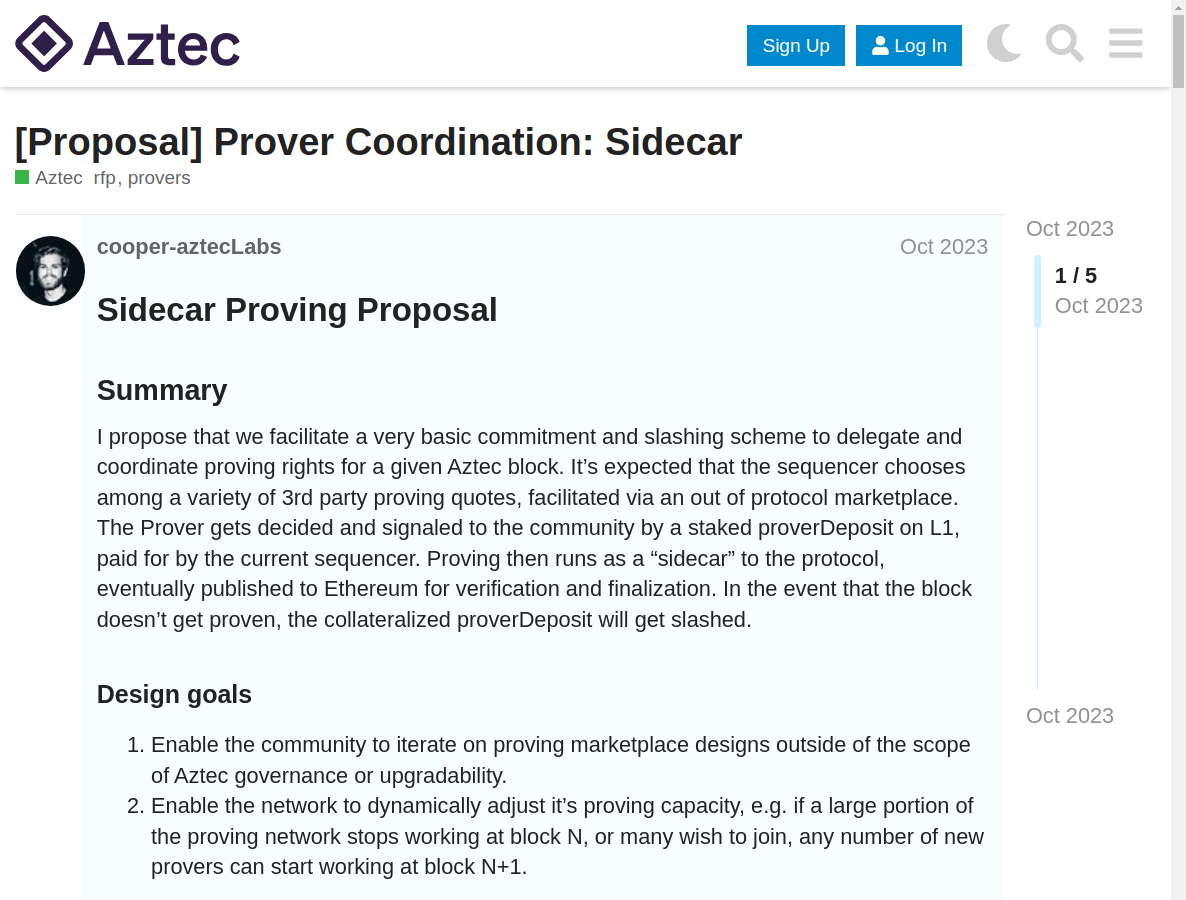 Aztec
Sign Up
Log In
[Proposal] Prover Coordination: Sidecar
Aztec rfp, provers
cooper-aztecLabs
Oct 2023
Sidecar Proving Proposal
Summary
I propose that we facilitate a very basic commitment and slashing scheme to delegate and
coordinate proving rights for a given Aztec block. It’s expected that the sequencer chooses
among a variety of 3rd party proving quotes, facilitated via an out of protocol marketplace.
The Prover gets decided and signaled to the community by a staked proverDeposit on L1,
paid for by the current sequencer. Proving then runs as a “sidecar” to the protocol,
eventually published to Ethereum for verification and finalization. In the event that the block
doesn’t get proven, the collateralized proverDeposit will get slashed.
Design goals
1. Enable the community to iterate on proving marketplace designs outside of the scope
of Aztec governance or upgradability.
2. Enable the network to dynamically adjust it’s proving capacity, e.g. if a large portion of
the proving network stops working at block N, or many wish to join, any number of new
provers can start working at block N+1.
Oct 2023
1 / 5
Oct 2023
Oct 2023